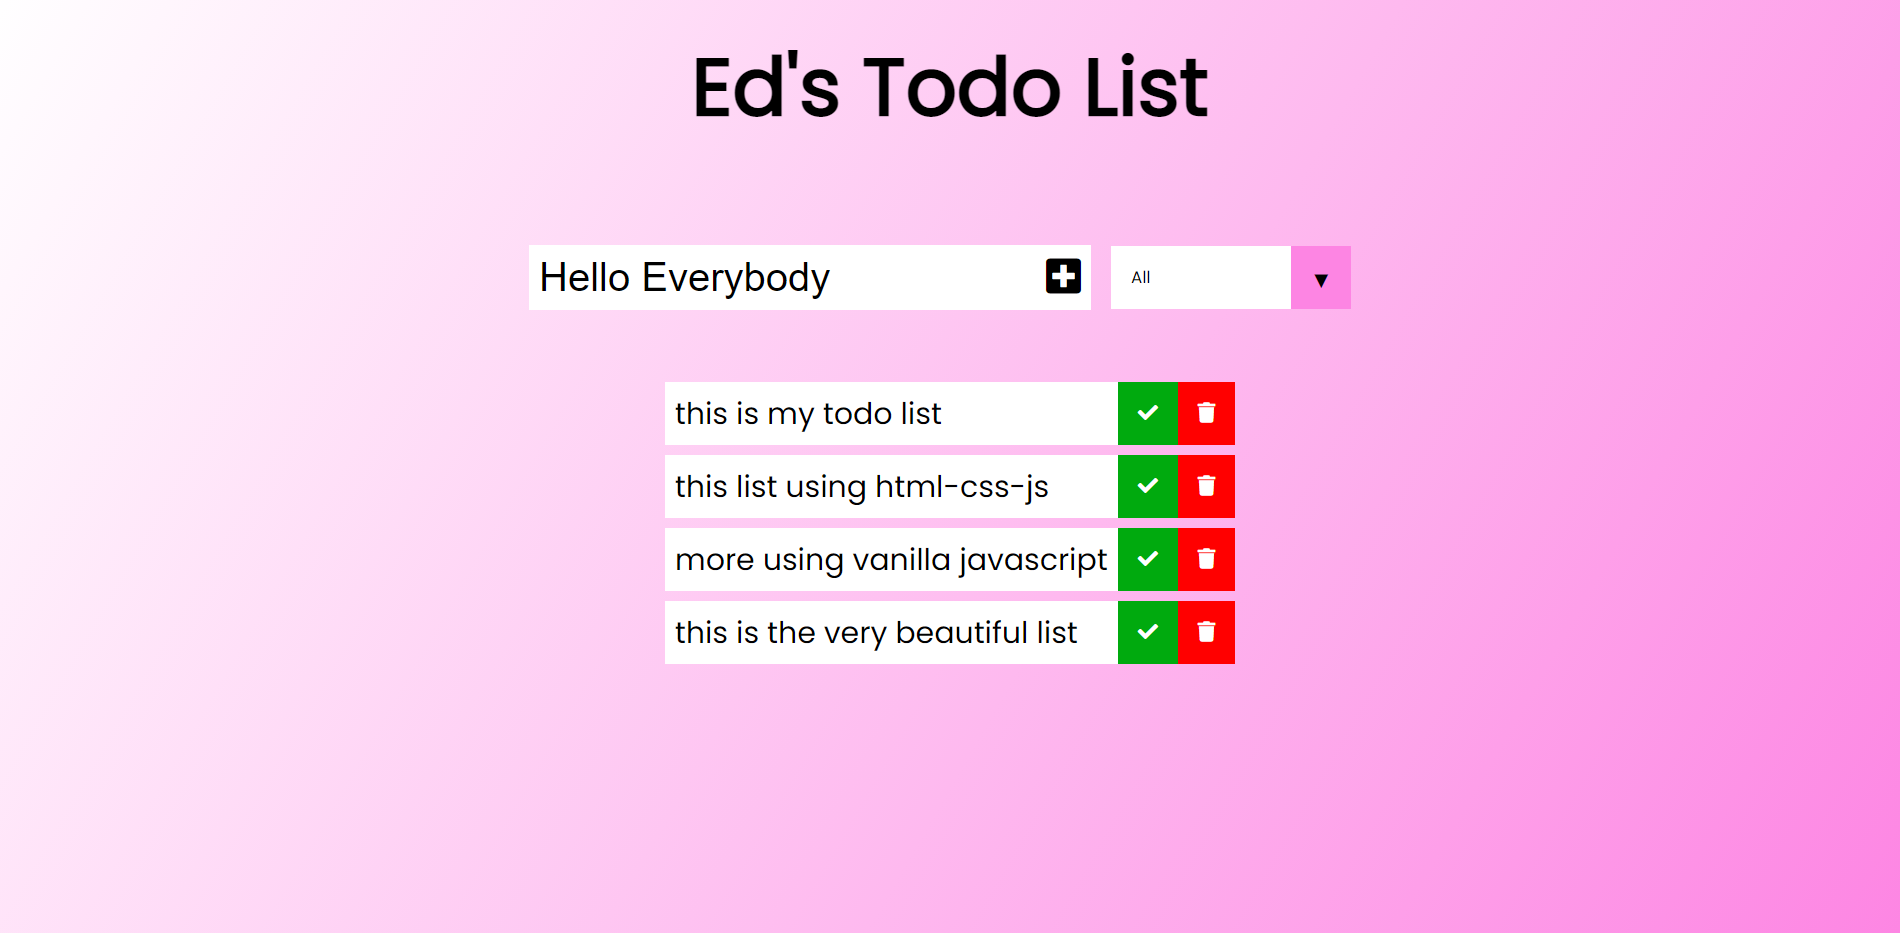 Ed's Todo List
Hello Everybody
All
this is my todo list
this list using html-css-js
more using vanilla javascript
this is the very beautiful list